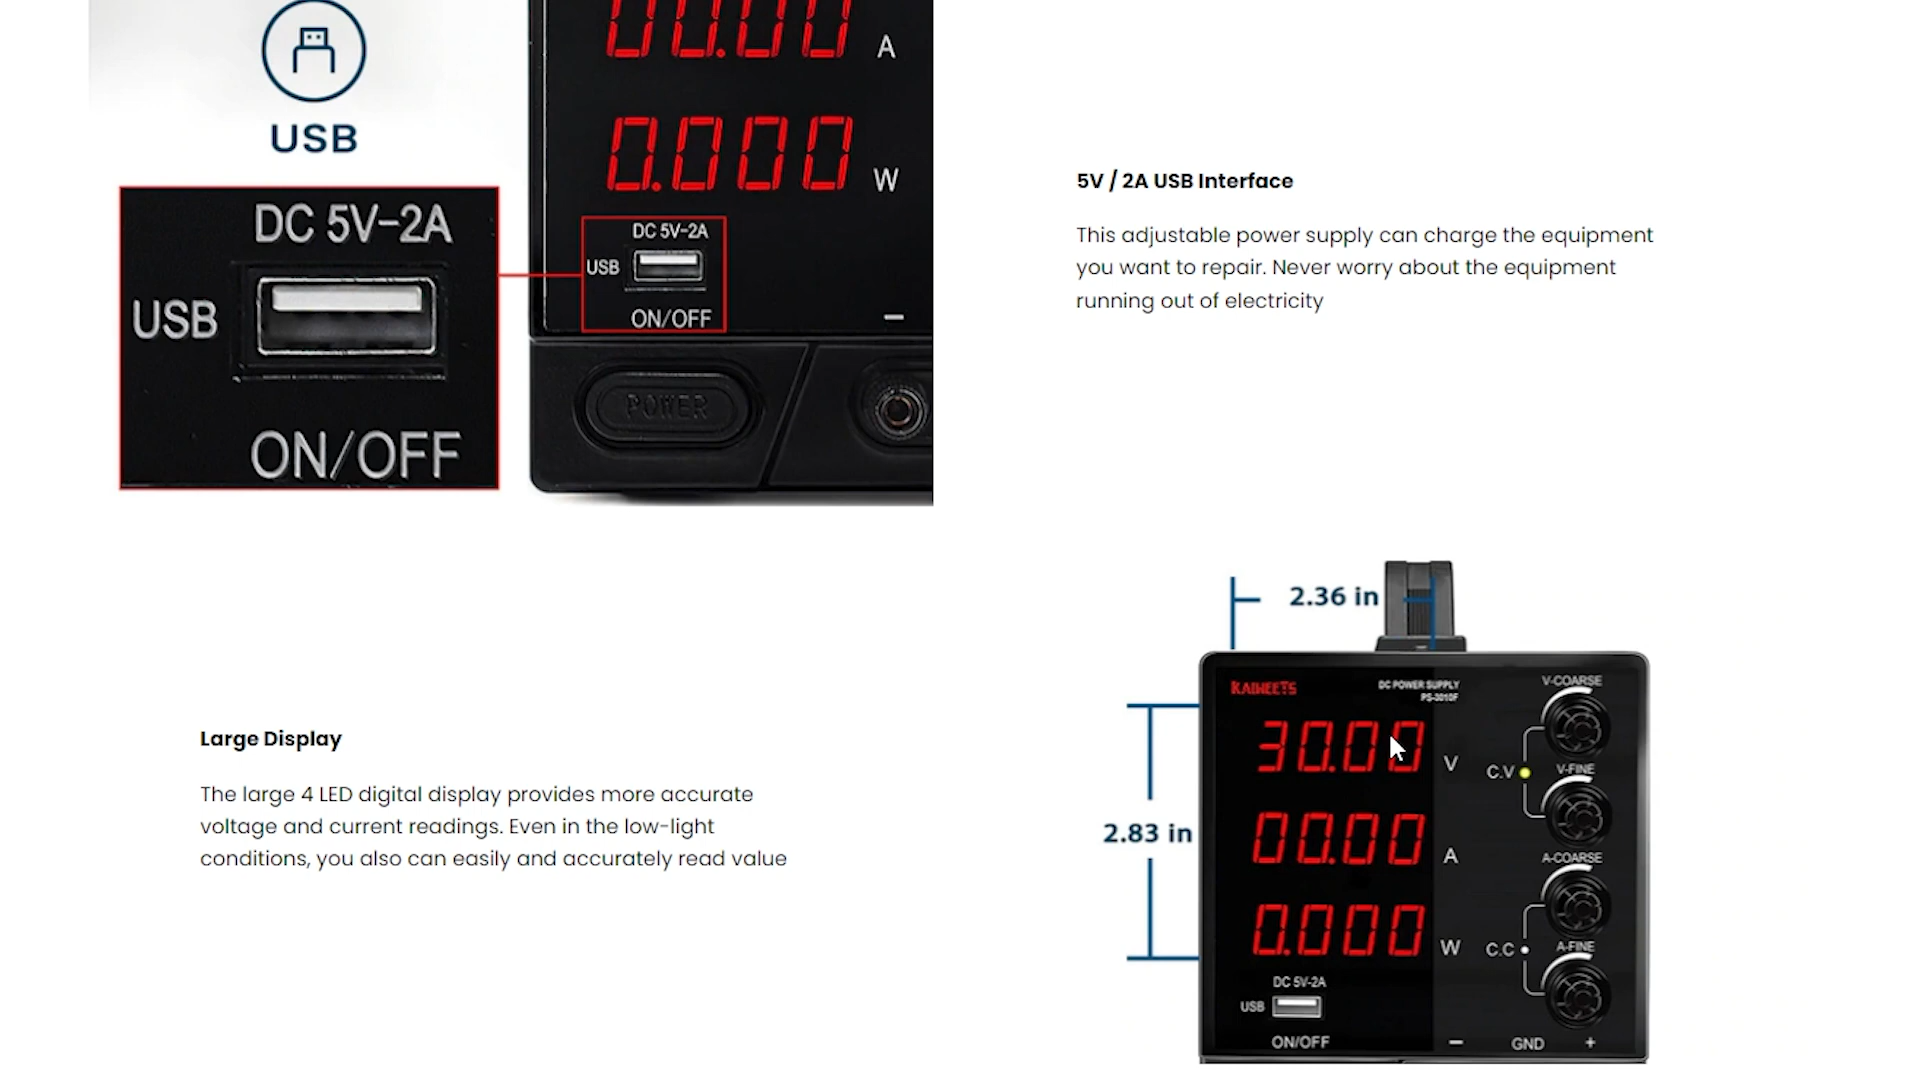 00.00 A
USB
0.000 W
DC 5V-2A
USB
ON/OFF
DC 5V-2A
USB
ON/OFF
POWER
5V / 2A USB Interface
This adjustable power supply can charge the equipment
you want to repair. Never worry about the equipment
running out of electricity
Large Display
The large 4 LED digital display provides more accurate
voltage and current readings. Even in the low-light
conditions, you also can easily and accurately read value
2.36 in
2.83 in
KAIWEETS
DC POWER SUPPLY
PS-3010F
30.00 V
00.00 A
0.000 W
V-COARSE
C.V
V-FINE
A-COARSE
C.C
A-FINE
DC 5V-2A
USB
ON/OFF
− GND +